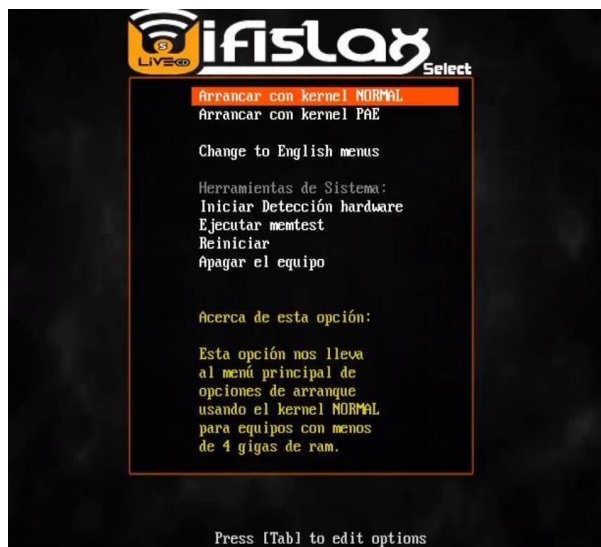 wifislax
LiVE CD S
Select
Arrancar con kernel NORMAL
Arrancar con kernel PAE
Change to English menus
Herramientas de Sistema:
Iniciar Detección hardware
Ejecutar memtest
Reiniciar
Apagar el equipo
Acerca de esta opción:
Esta opción nos lleva
al menú principal de
opciones de arranque
usando el kernel NORMAL
para equipos con menos
de 4 gigas de ram.
Press [Tab] to edit options